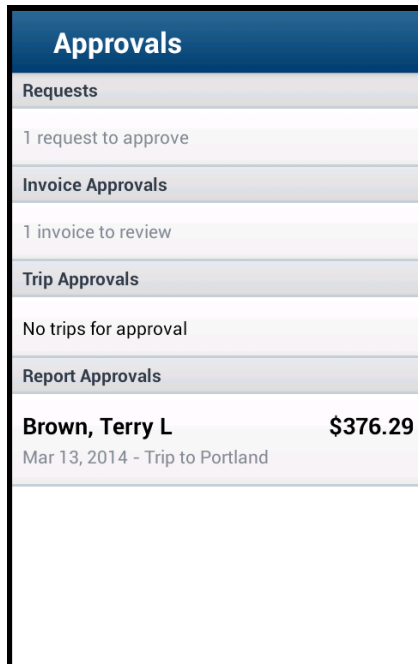 Approvals
Requests
1 request to approve
Invoice Approvals
1 invoice to review
Trip Approvals
No trips for approval
Report Approvals
Brown, Terry L $376.29
Mar 13, 2014 - Trip to Portland